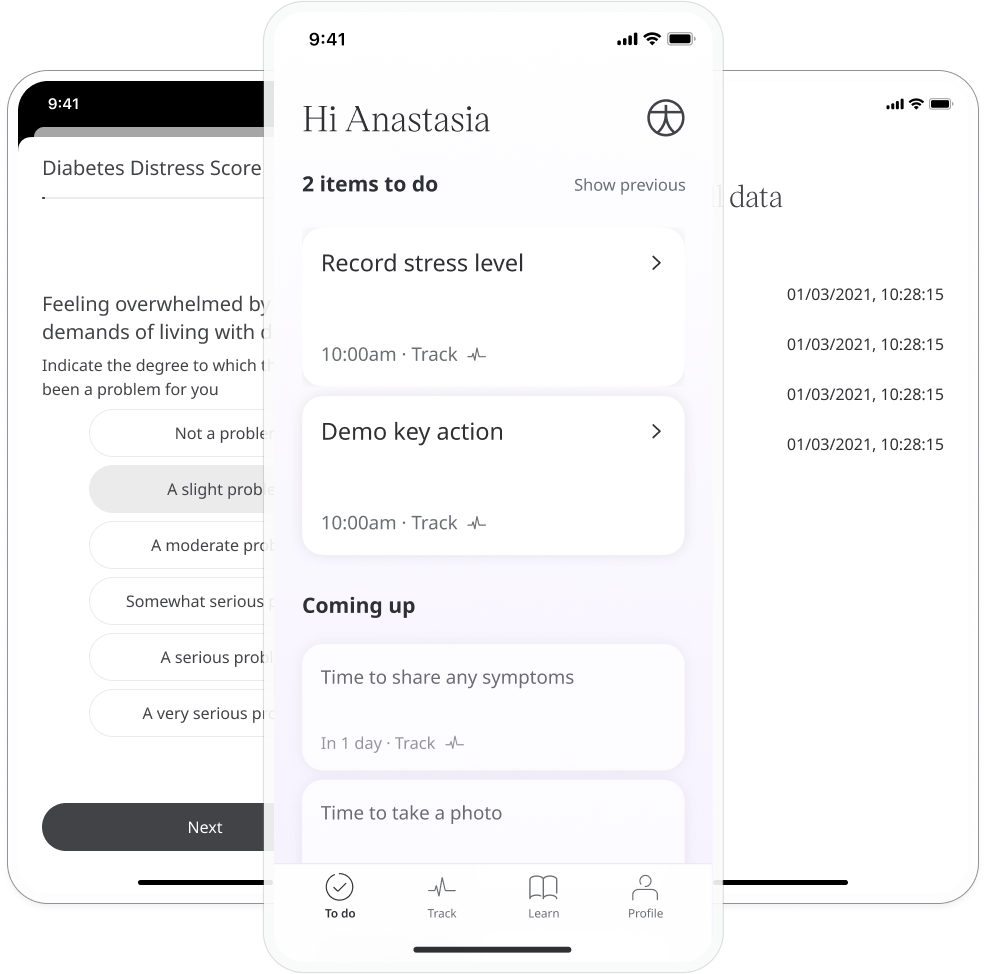 9:41
Diabetes Distress Score
Feeling overwhelmed by
demands of living with
Indicate the degree to which
been a problem for you
Not a
A slight
A moderate
Somewhat serious
A serious
A very serious
Next
9:41
Hi Anastasia
2 items to do
Show previous
Record stress level
10:00am · Track
Demo key action
10:00am · Track
Coming up
Time to share any symptoms
In 1 day · Track
Time to take a photo
To do
Track
Learn
Profile
data
01/03/2021, 10:28:15
01/03/2021, 10:28:15
01/03/2021, 10:28:15
01/03/2021, 10:28:15